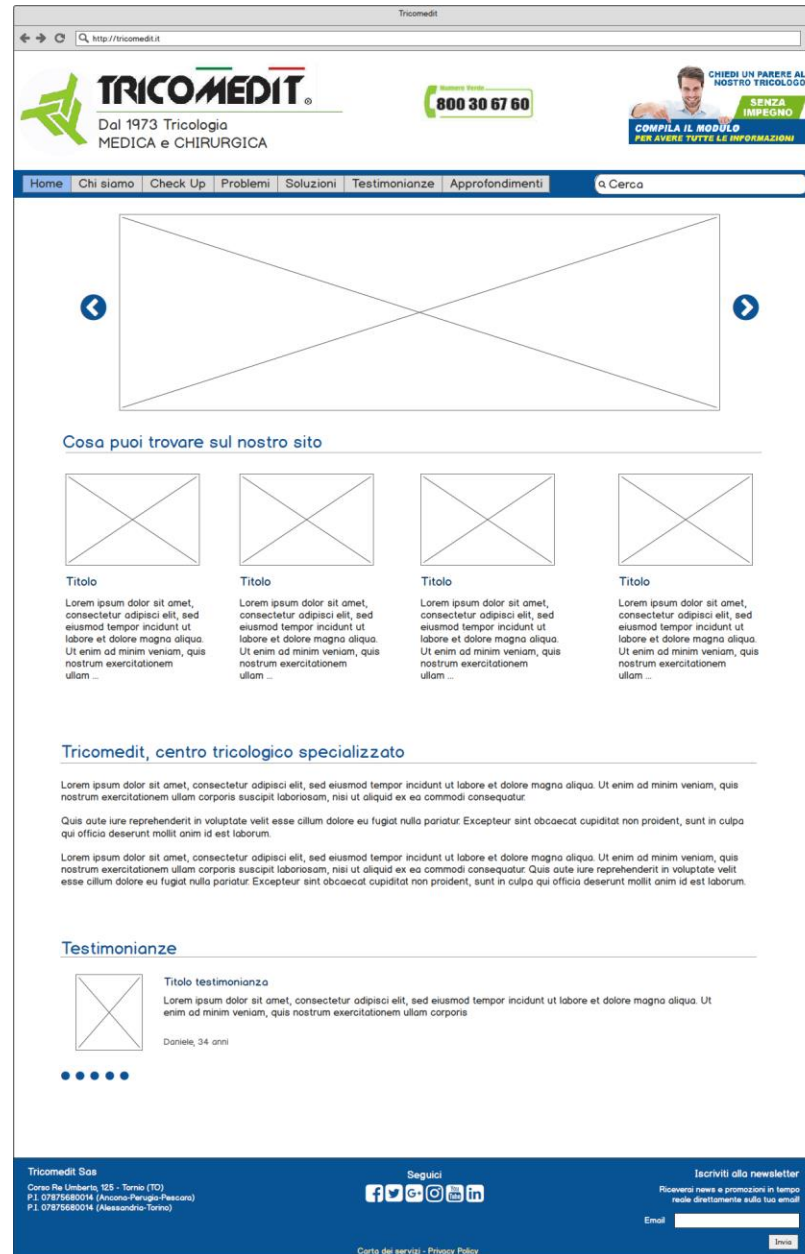 Tricomedit
http://tricomedit.it
TRICOMEDIT®
Dal 1973 Tricologia
MEDICA e CHIRURGICA
Numero Verde
800 30 67 60
CHIEDI UN PARERE AL
NOSTRO TRICOLOGO
SENZA
IMPEGNO
COMPILA IL MODULO
PER AVERE TUTTE LE INFORMAZIONI
Home Chi siamo Check Up Problemi Soluzioni Testimonianze Approfondimenti Cerca
Cosa puoi trovare sul nostro sito
Titolo
Lorem ipsum dolor sit amet,
consectetur adipisci elit, sed
eiusmod tempor incidunt ut
labore et dolore magna aliqua.
Ut enim ad minim veniam, quis
nostrum exercitationem
ullam ...
Titolo
Lorem ipsum dolor sit amet,
consectetur adipisci elit, sed
eiusmod tempor incidunt ut
labore et dolore magna aliqua.
Ut enim ad minim veniam, quis
nostrum exercitationem
ullam ...
Titolo
Lorem ipsum dolor sit amet,
consectetur adipisci elit, sed
eiusmod tempor incidunt ut
labore et dolore magna aliqua.
Ut enim ad minim veniam, quis
nostrum exercitationem
ullam ...
Titolo
Lorem ipsum dolor sit amet,
consectetur adipisci elit, sed
eiusmod tempor incidunt ut
labore et dolore magna aliqua.
Ut enim ad minim veniam, quis
nostrum exercitationem
ullam ...
Tricomedit, centro tricologico specializzato
Lorem ipsum dolor sit amet, consectetur adipisci elit, sed eiusmod tempor incidunt ut labore et dolore magna aliqua. Ut enim ad minim veniam, quis
nostrum exercitationem ullam corporis suscipit laboriosam, nisi ut aliquid ex ea commodi consequatur.
Quis aute iure reprehenderit in voluptate velit esse cillum dolore eu fugiat nulla pariatur. Excepteur sint obcaecat cupiditat non proident, sunt in culpa
qui officia deserunt mollit anim id est laborum.
Lorem ipsum dolor sit amet, consectetur adipisci elit, sed eiusmod tempor incidunt ut labore et dolore magna aliqua. Ut enim ad minim veniam, quis
nostrum exercitationem ullam corporis suscipit laboriosam, nisi ut aliquid ex ea commodi consequatur. Quis aute iure reprehenderit in voluptate velit
esse cillum dolore eu fugiat nulla pariatur. Excepteur sint obcaecat cupiditat non proident, sunt in culpa qui officia deserunt mollit anim id est laborum.
Testimonianze
Titolo testimonianza
Lorem ipsum dolor sit amet, consectetur adipisci elit, sed eiusmod tempor incidunt ut labore et dolore magna aliqua. Ut
enim ad minim veniam, quis nostrum exercitationem ullam corporis
Daniele, 34 anni
Tricomedit Sas
Corso Re Umberto, 125 - Tornio (TO)
P.I. 07875680014 (Ancona-Perugia-Pescara)
P.I. 07875680014 (Alessandria-Torino)
Seguici
f G+ You Tube in
Carta dei servizi - Privacy Policy
Iscriviti alla newsletter
Riceverai news e promozioni in tempo
reale direttamente sulla tua email!
Email
Invia